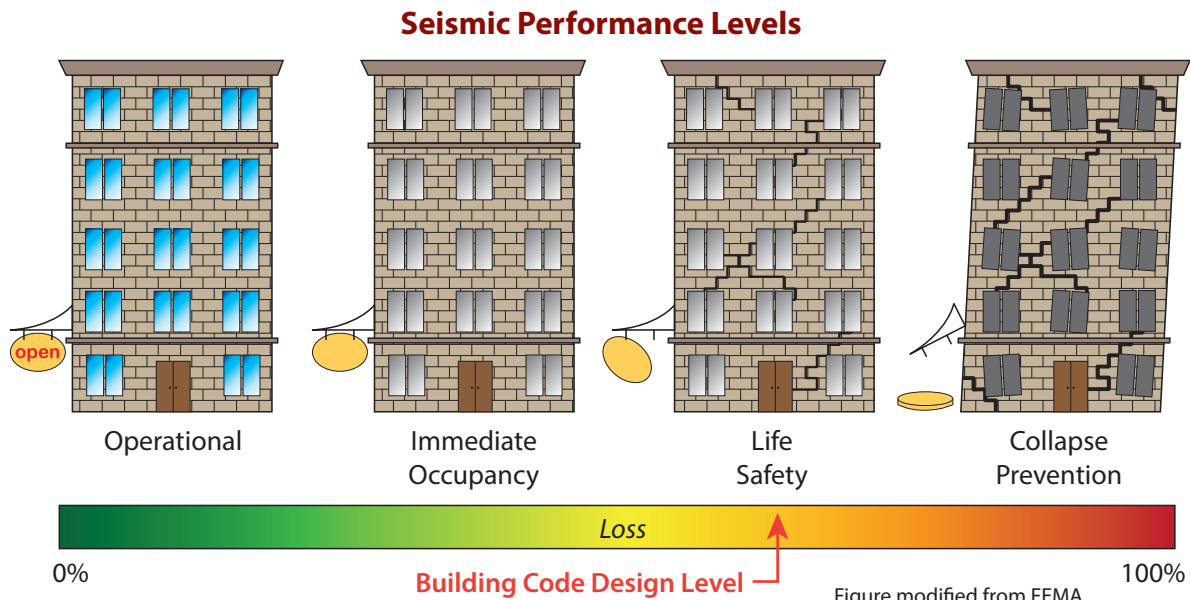 Seismic Performance Levels
open
Operational
Immediate
Occupancy
Life
Safety
Collapse
Prevention
Loss
0%
100%
Building Code Design Level
Figure modified from FEMA